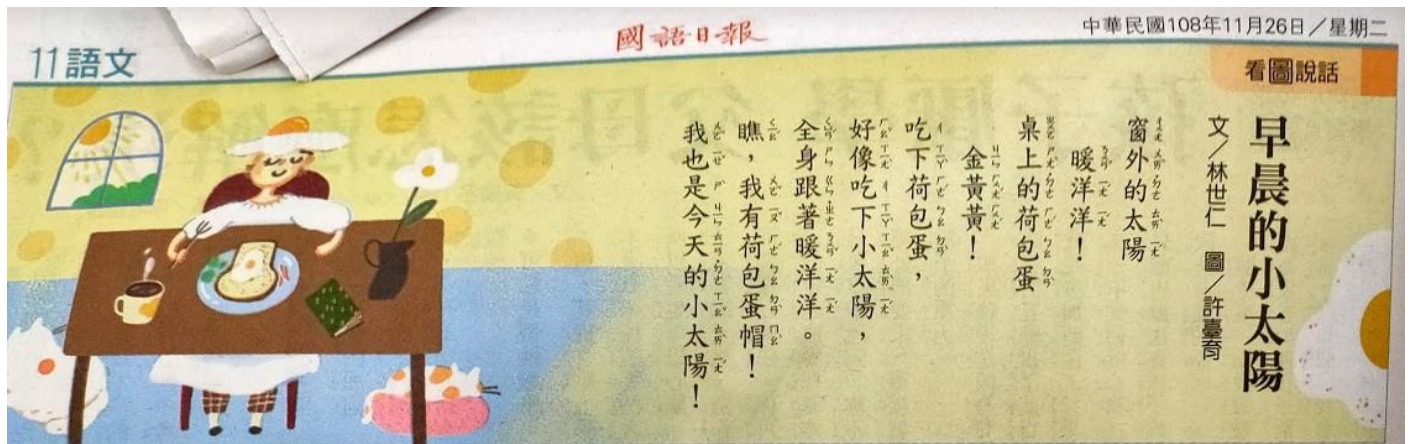 11語文
國語日報
中華民國108年11月26日／星期二
看圖說話
早晨的小太陽
文／林世仁 圖／許臺育
窗外的太陽
暖洋洋！
桌上的荷包蛋
金黃黃！
吃下荷包蛋，
好像吃下小太陽，
全身跟著暖洋洋。
瞧，我有荷包蛋帽！
我也是今天的小太陽！